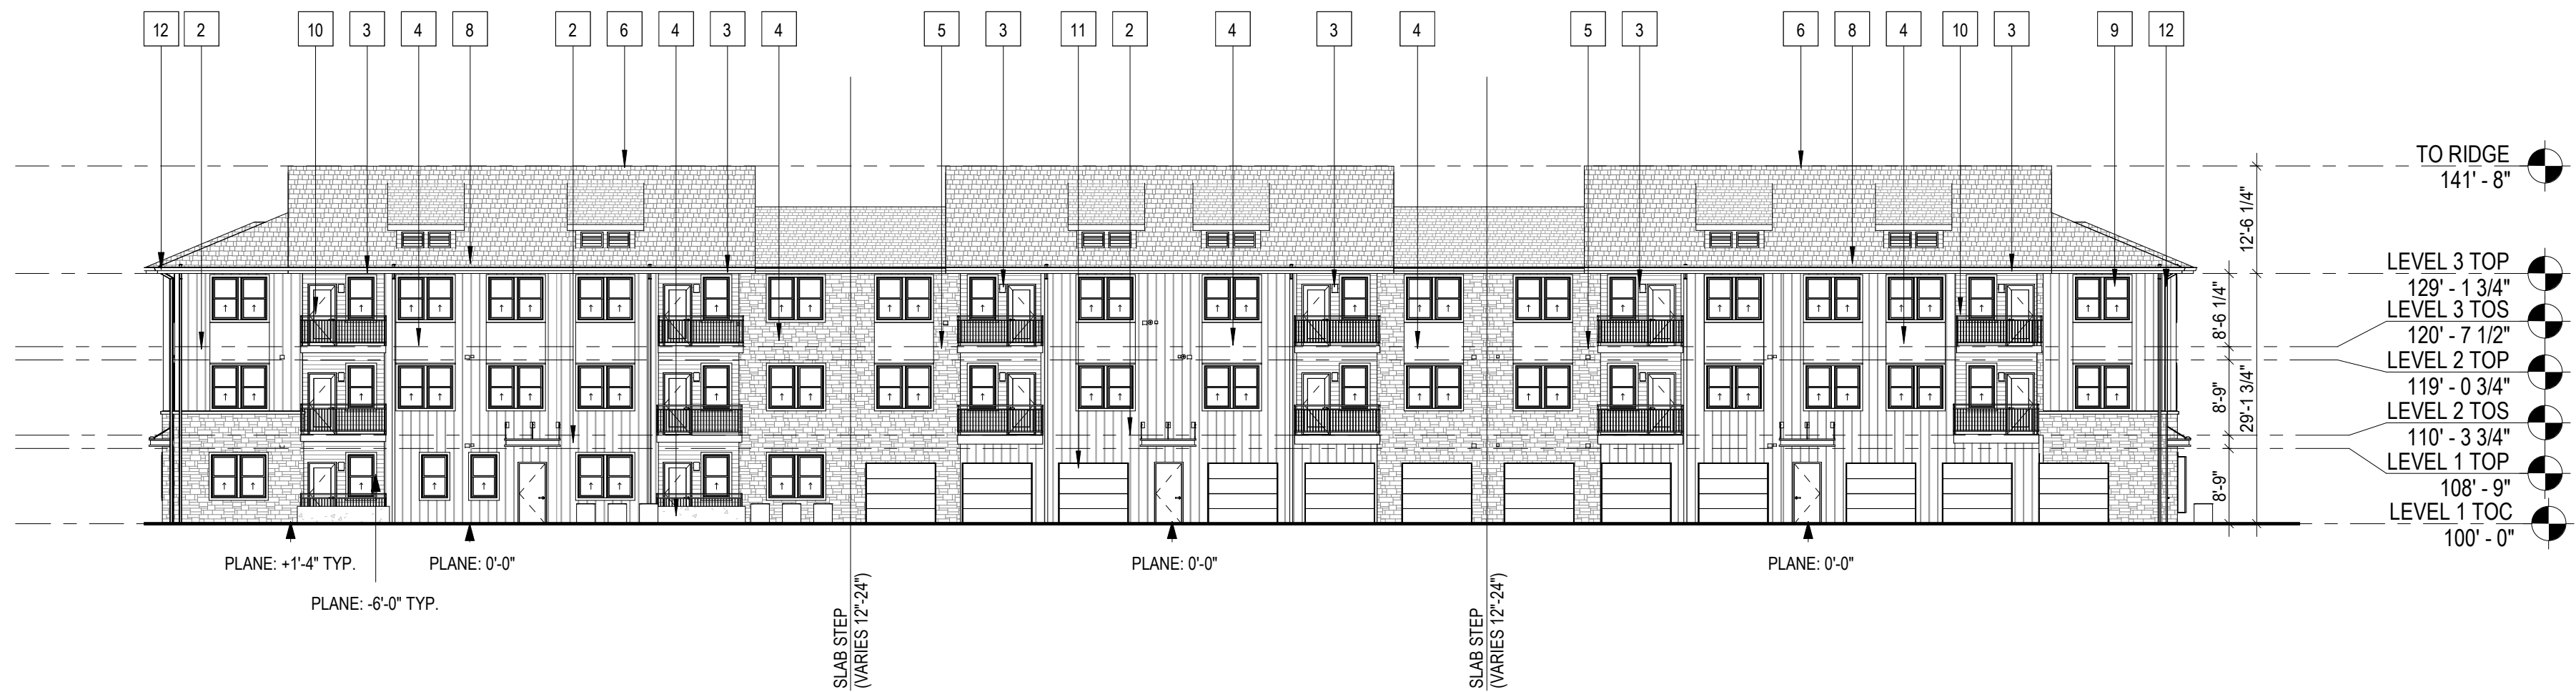 12 2 10 3 4 8 2 6 4 3 4 5 3 11 2 4 3 4 5 3 6 8 4 10 3 9 12
TO RIDGE
141' - 8"
12'-6 1/4"
LEVEL 3 TOP
129' - 1 3/4"
8'-6 1/4"
LEVEL 3 TOS
120' - 7 1/2"
LEVEL 2 TOP
119' - 0 3/4"
8'-9"
29'-1 3/4"
LEVEL 2 TOS
110' - 3 3/4"
LEVEL 1 TOP
108' - 9"
8'-9"
LEVEL 1 TOC
100' - 0"
PLANE: +1'-4" TYP.
PLANE: 0'-0"
PLANE: 0'-0"
PLANE: 0'-0"
PLANE: -6'-0" TYP.
SLAB STEP
(VARIES 12"-24")
SLAB STEP
(VARIES 12"-24")